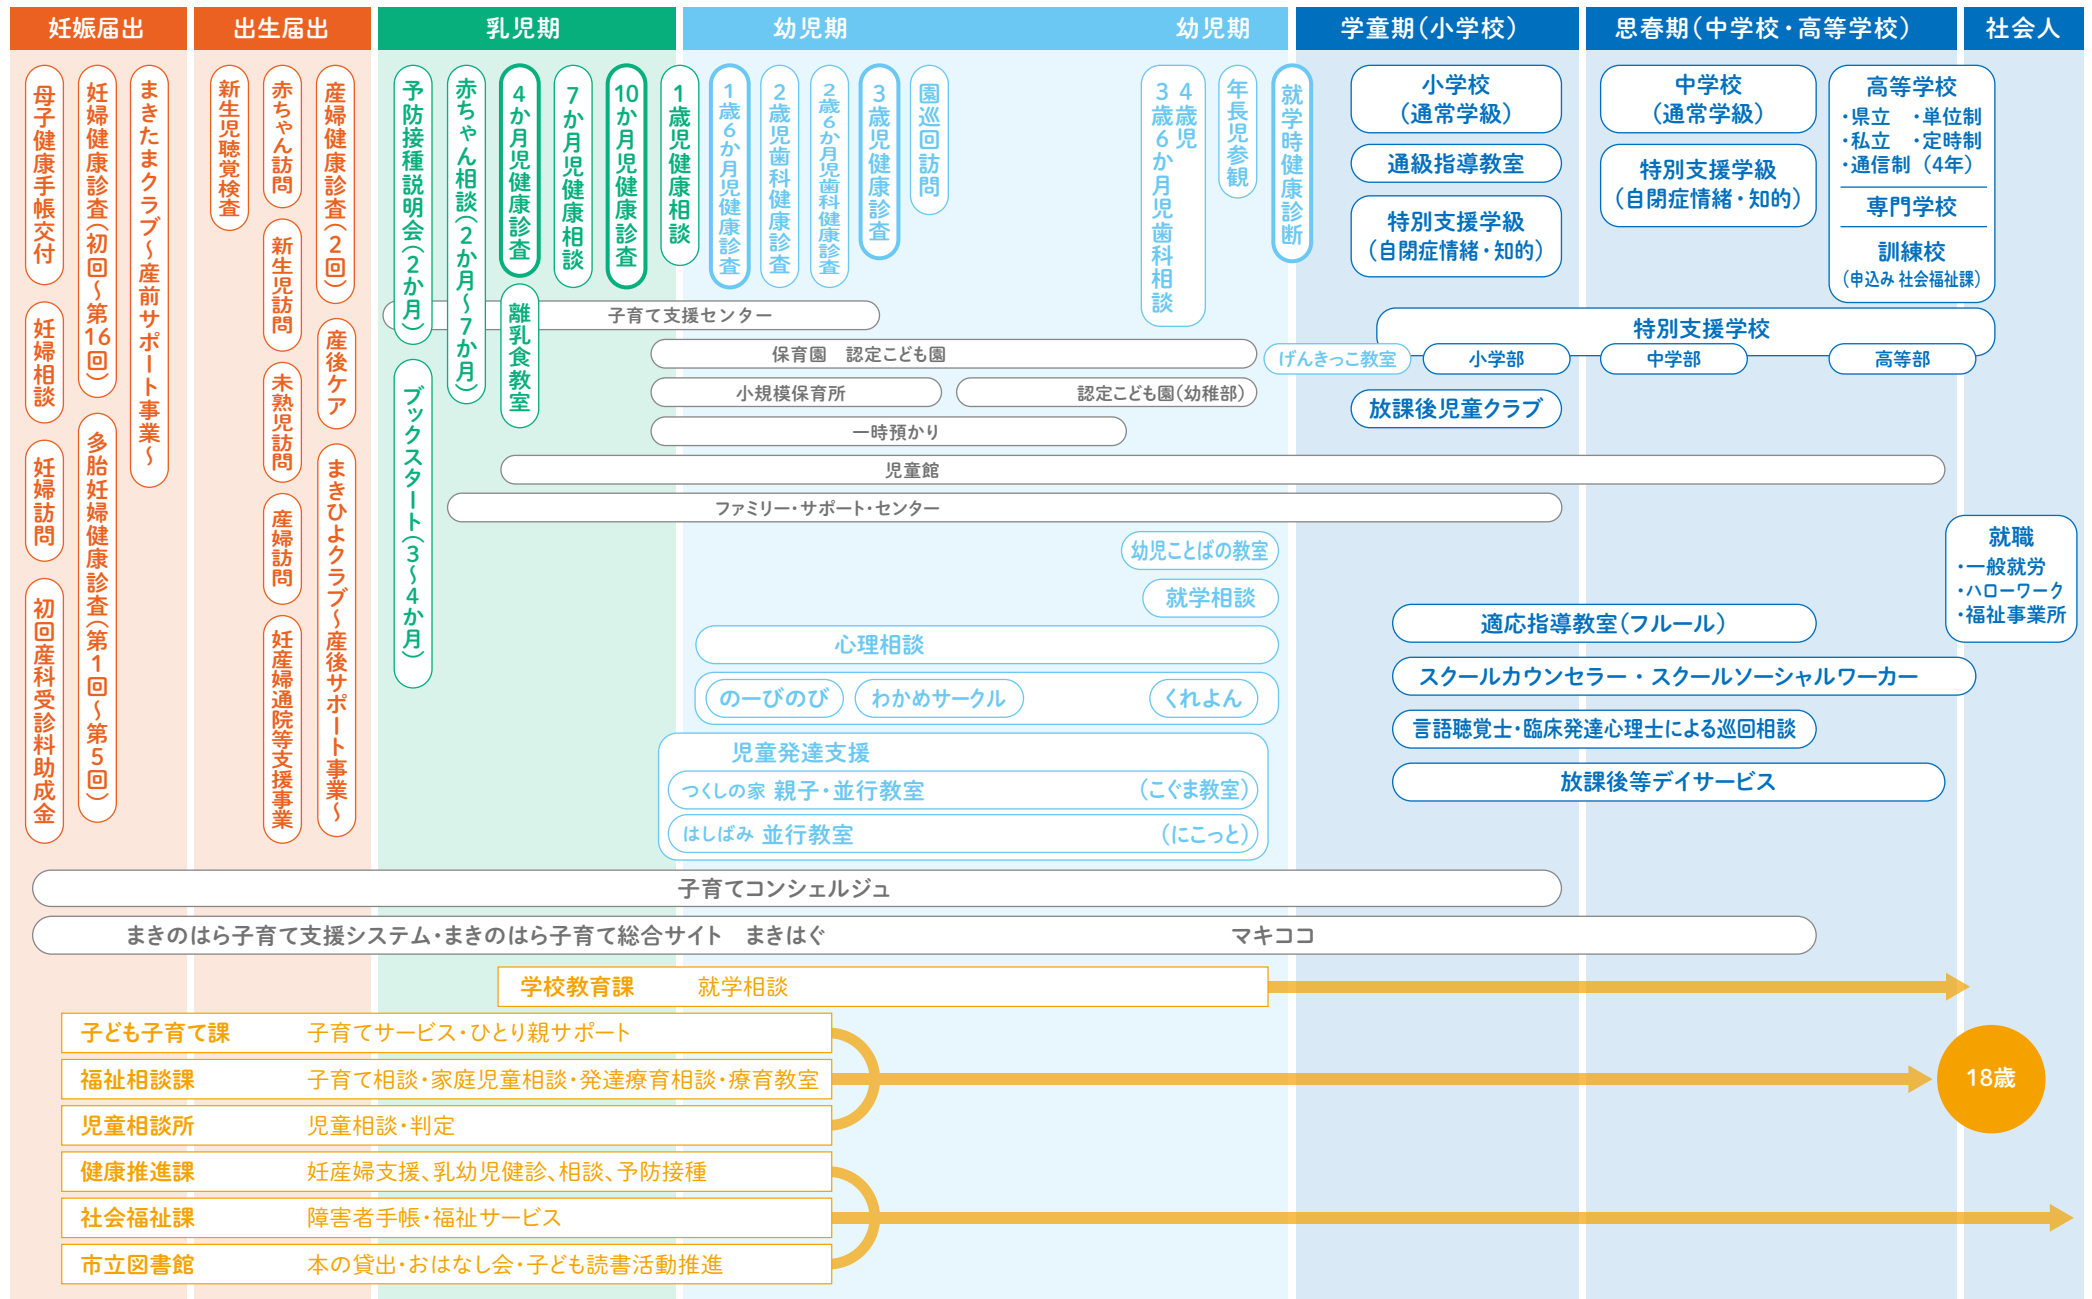 妊娠届出
出生届出
乳児期
幼児期
幼児期
学童期(小学校)
思春期(中学校・高等学校)
社会人
母子健康手帳交付
妊婦相談
妊婦訪問
初回産科受診料助成金
妊婦健康診査(初回〜第16回)
多胎妊婦健康診査(第1回〜第5回)
まきたまクラブ〜産前サポート事業〜
新生児聴覚検査
赤ちゃん訪問
新生児訪問
未熟児訪問
産婦訪問
妊産婦通院等支援事業
産婦健康診査(2回)
産後ケア
まきひよクラブ〜産後サポート事業〜
予防接種説明会(2か月)
ブックスタート(3〜4か月)
赤ちゃん相談(2か月〜7か月)
4か月児健康診査
離乳食教室
7か月児健康相談
10か月児健康診査
1歳児健康相談
1歳6か月児健康診査
2歳児歯科健康診査
2歳6か月児歯科健康診査
3歳児健康診査
園巡回訪問
4歳児
3歳6か月児歯科相談
年長児参観
就学時健康診断
小学校
(通常学級)
通級指導教室
特別支援学級
(自閉症情緒・知的)
中学校
(通常学級)
特別支援学級
(自閉症情緒・知的)
高等学校
・県立 ・単位制
・私立 ・定時制
・通信制(4年)
専門学校
訓練校
(申込み 社会福祉課)
子育て支援センター
特別支援学校
保育園 認定こども園
げんきっこ教室
小学部
中学部
高等部
小規模保育所
認定こども園(幼稚部)
放課後児童クラブ
一時預かり
児童館
ファミリー・サポート・センター
幼児ことばの教室
就学相談
就職
・一般就労
・ハローワーク
・福祉事業所
心理相談
適応指導教室(フルール)
のーびのび
わかめサークル
くれよん
スクールカウンセラー・スクールソーシャルワーカー
言語聴覚士・臨床発達心理士による巡回相談
児童発達支援
つくしの家 親子・並行教室
(こぐま教室)
はしばみ 並行教室
(にこっと)
放課後等デイサービス
子育てコンシェルジュ
まきのはら子育て支援システム・まきのはら子育て総合サイト まきはぐ
マキココ
学校教育課 就学相談
子ども子育て課 子育てサービス・ひとり親サポート
福祉相談課 子育て相談・家庭児童相談・発達療育相談・療育教室
18歳
児童相談所 児童相談・判定
健康推進課 妊産婦支援、乳幼児健診、相談、予防接種
社会福祉課 障害者手帳・福祉サービス
市立図書館 本の貸出・おはなし会・子ども読書活動推進